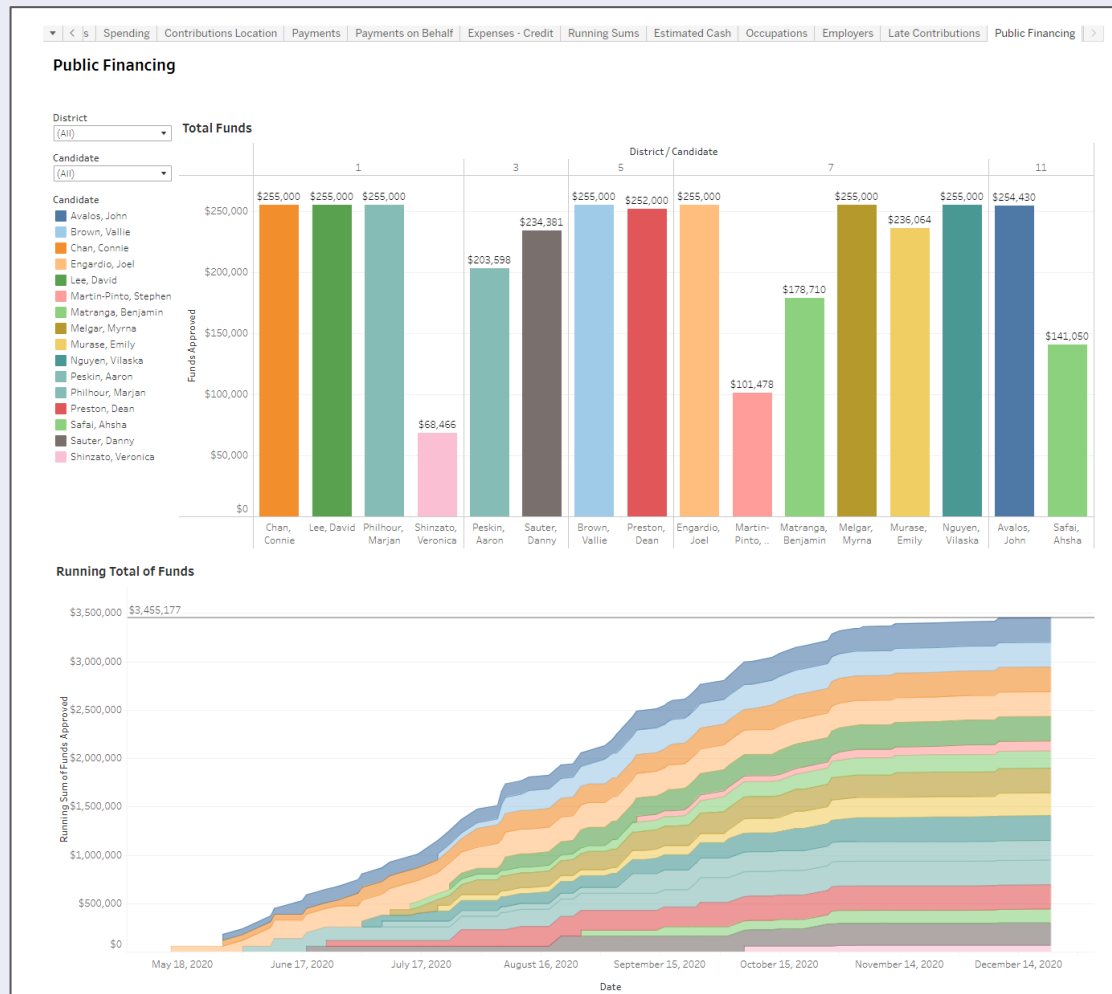 s Spending Contributions Location Payments Payments on Behalf Expenses - Credit Running Sums Estimated Cash Occupations Employers Late Contributions Public Financing
Public Financing
District
(All)
Candidate
(All)
Candidate
Avalos, John
Brown, Vallie
Chan, Connie
Engardio, Joel
Lee, David
Martin-Pinto, Stephen
Matranga, Benjamin
Melgar, Myrna
Murase, Emily
Nguyen, Vilaska
Peskin, Aaron
Philhour, Marjan
Preston, Dean
Safai, Ahsha
Sauter, Danny
Shinzato, Veronica
Total Funds
District / Candidate
1 3 5 7 11
$255,000 $255,000 $255,000 $68,466 $203,598 $234,381 $255,000 $252,000 $255,000 $101,478 $178,710 $255,000 $236,064 $255,000 $254,430 $141,050
Funds Approved
$250,000
$200,000
$150,000
$100,000
$50,000
$0
Chan, Connie
Lee, David
Philhour, Marjan
Shinzato, Veronica
Peskin, Aaron
Sauter, Danny
Brown, Vallie
Preston, Dean
Engardio, Joel
Martin-Pinto, ..
Matranga, Benjamin
Melgar, Myrna
Murase, Emily
Nguyen, Vilaska
Avalos, John
Safai, Ahsha
Running Total of Funds
$3,455,177
Running Sum of Funds Approved
$3,500,000
$3,000,000
$2,500,000
$2,000,000
$1,500,000
$1,000,000
$500,000
$0
May 18, 2020 June 17, 2020 July 17, 2020 August 16, 2020 September 15, 2020 October 15, 2020 November 14, 2020 December 14, 2020
Date